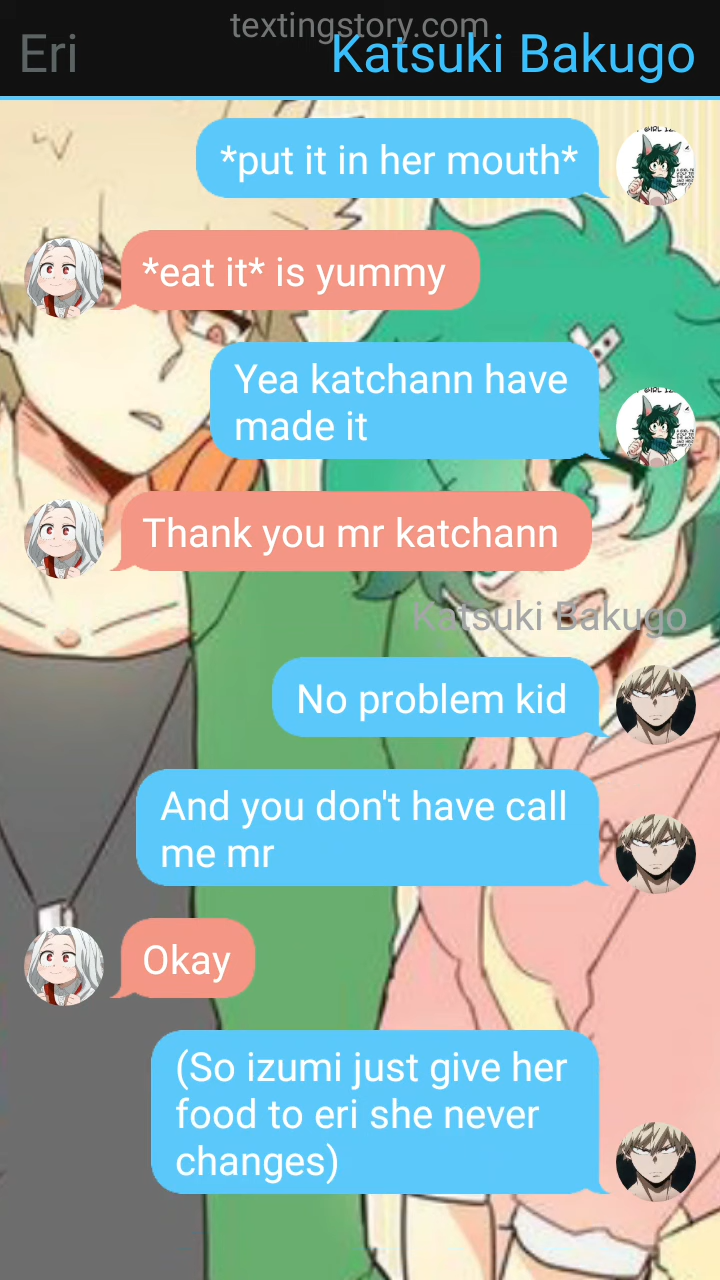 textingstory.com
Eri
Katsuki Bakugo
*put it in her mouth*
*eat it* is yummy
Yea katchann have
made it
Thank you mr katchann
Katsuki Bakugo
No problem kid
And you don't have call
me mr
Okay
(So izumi just give her
food to eri she never
changes)